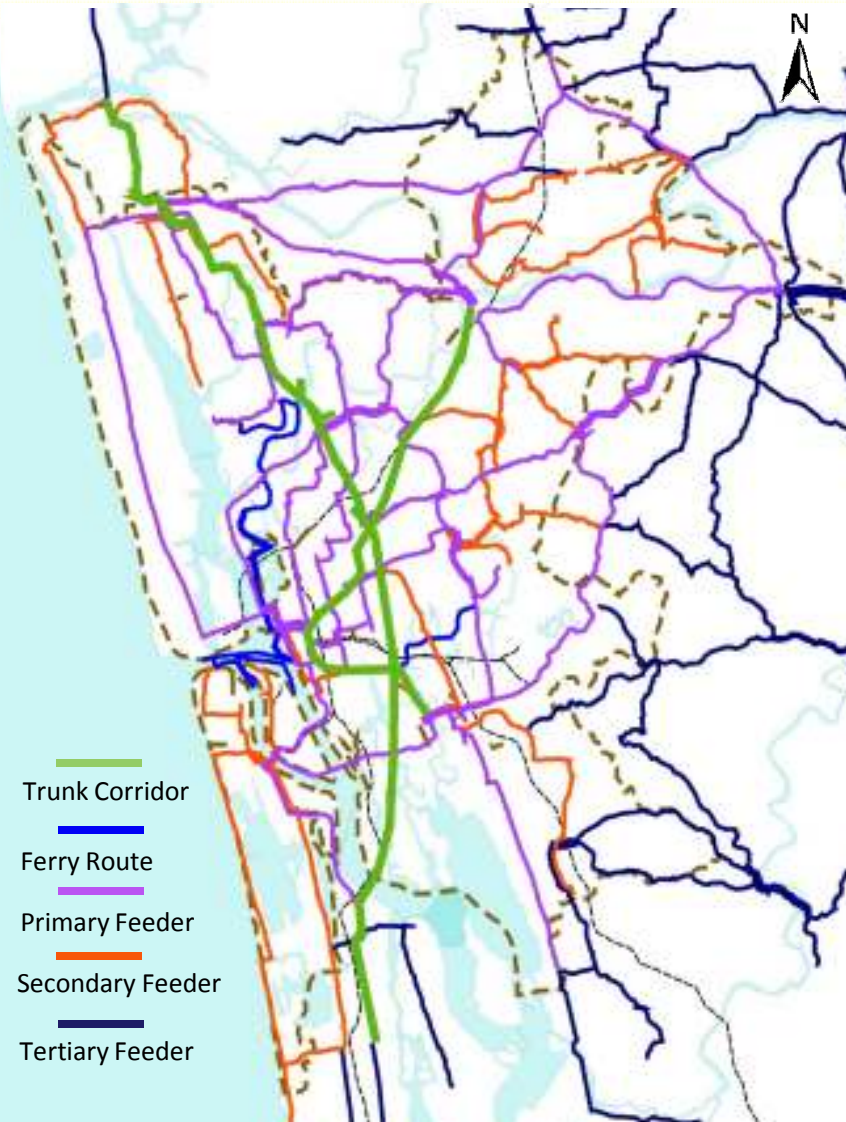 N
Trunk Corridor
Ferry Route
Primary Feeder
Secondary Feeder
Tertiary Feeder